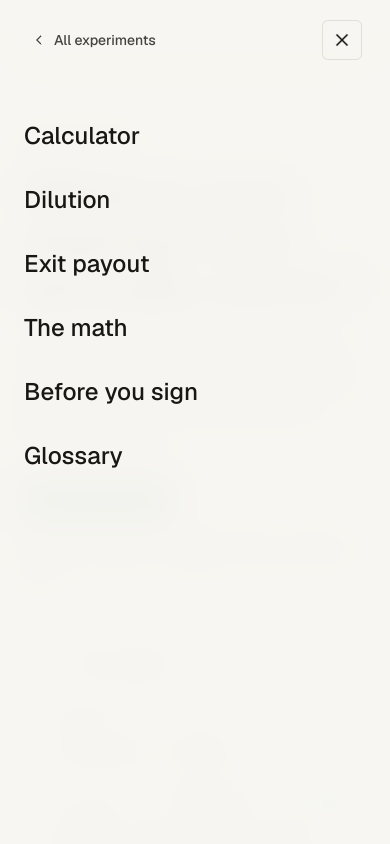 All experiments
Calculator
Dilution
Exit payout
The math
Before you sign
Glossary